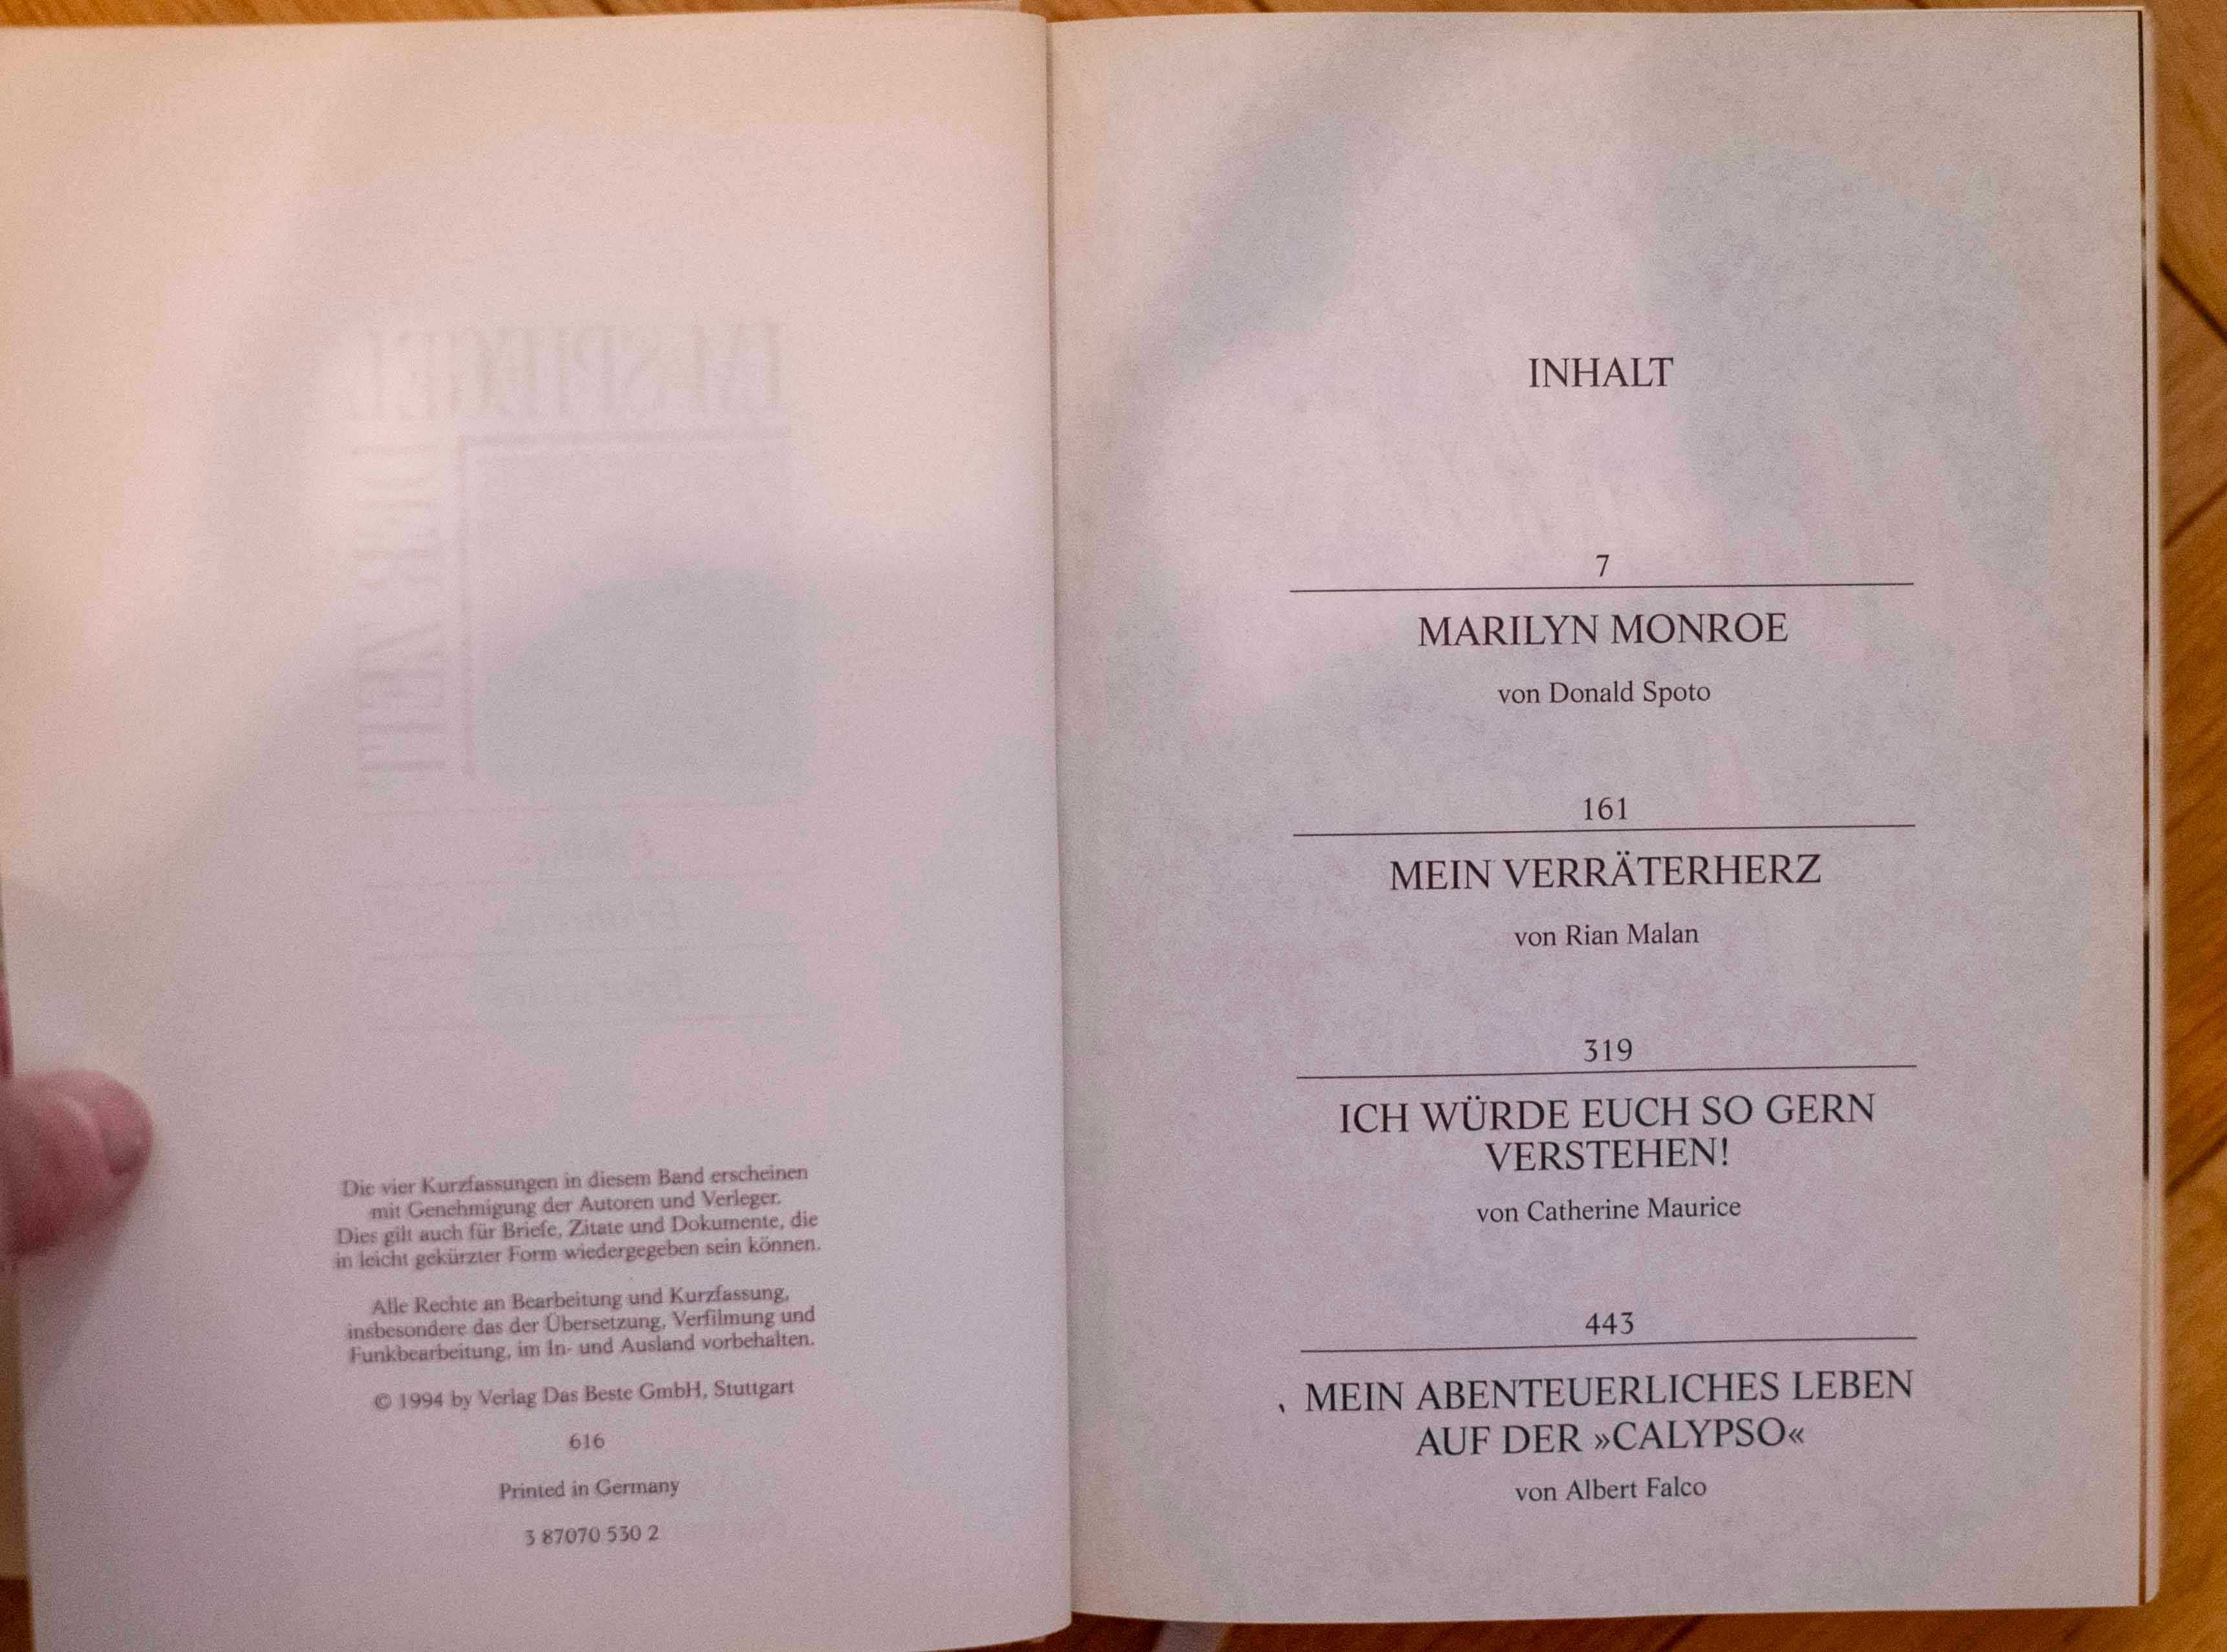 Die vier Kurzfassungen in diesem Band erscheinen
mit Genehmigung der Autoren und Verleger.
Dies gilt auch für Briefe, Zitate und Dokumente, die
in leicht gekürzter Form wiedergegeben sein können.
Alle Rechte an Bearbeitung und Kurzfassung,
insbesondere das der Übersetzung, Verfilmung und
Funkbearbeitung, im In- und Ausland vorbehalten.
© 1994 by Verlag Das Beste GmbH, Stuttgart
616
Printed in Germany
3 87070 530 2
INHALT
7
MARILYN MONROE
von Donald Spoto
161
MEIN VERRÄTERHERZ
von Rian Malan
319
ICH WÜRDE EUCH SO GERN
VERSTEHEN!
von Catherine Maurice
443
MEIN ABENTEUERLICHES LEBEN
AUF DER »CALYPSO«
von Albert Falco